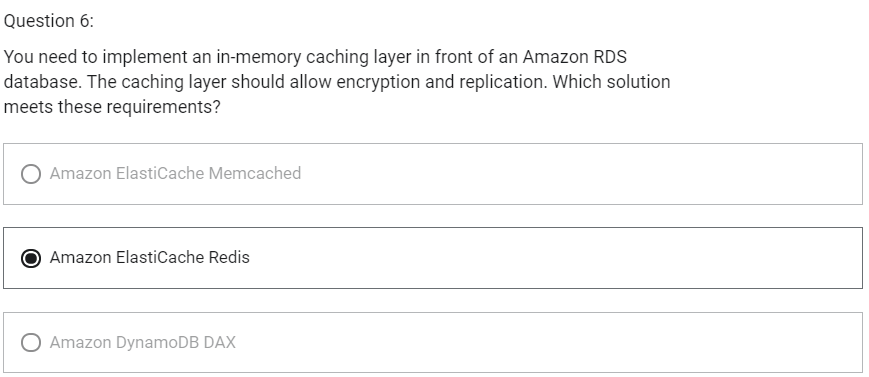 Question 6:
You need to implement an in-memory caching layer in front of an Amazon RDS
database. The caching layer should allow encryption and replication. Which solution
meets these requirements?
Amazon ElastiCache Memcached
Amazon ElastiCache Redis
Amazon DynamoDB DAX